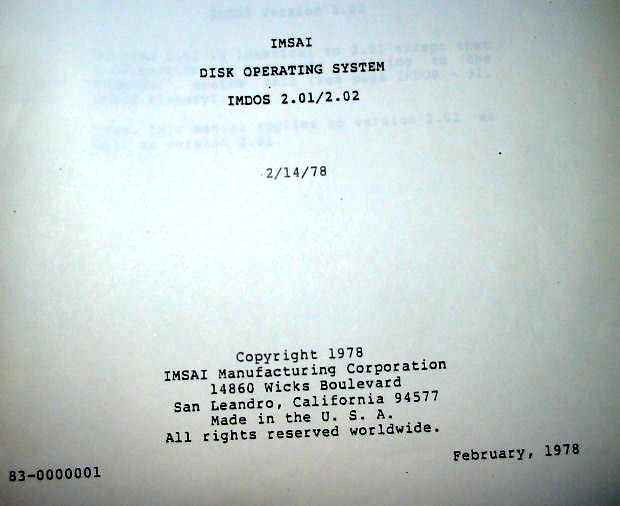 IMSAI
DISK OPERATING SYSTEM
IMDOS 2.01/2.02
2/14/78
Copyright 1978
IMSAI Manufacturing Corporation
14860 Wicks Boulevard
San Leandro, California 94577
Made in the U. S. A.
All rights reserved worldwide.
February, 1978
83-0000001